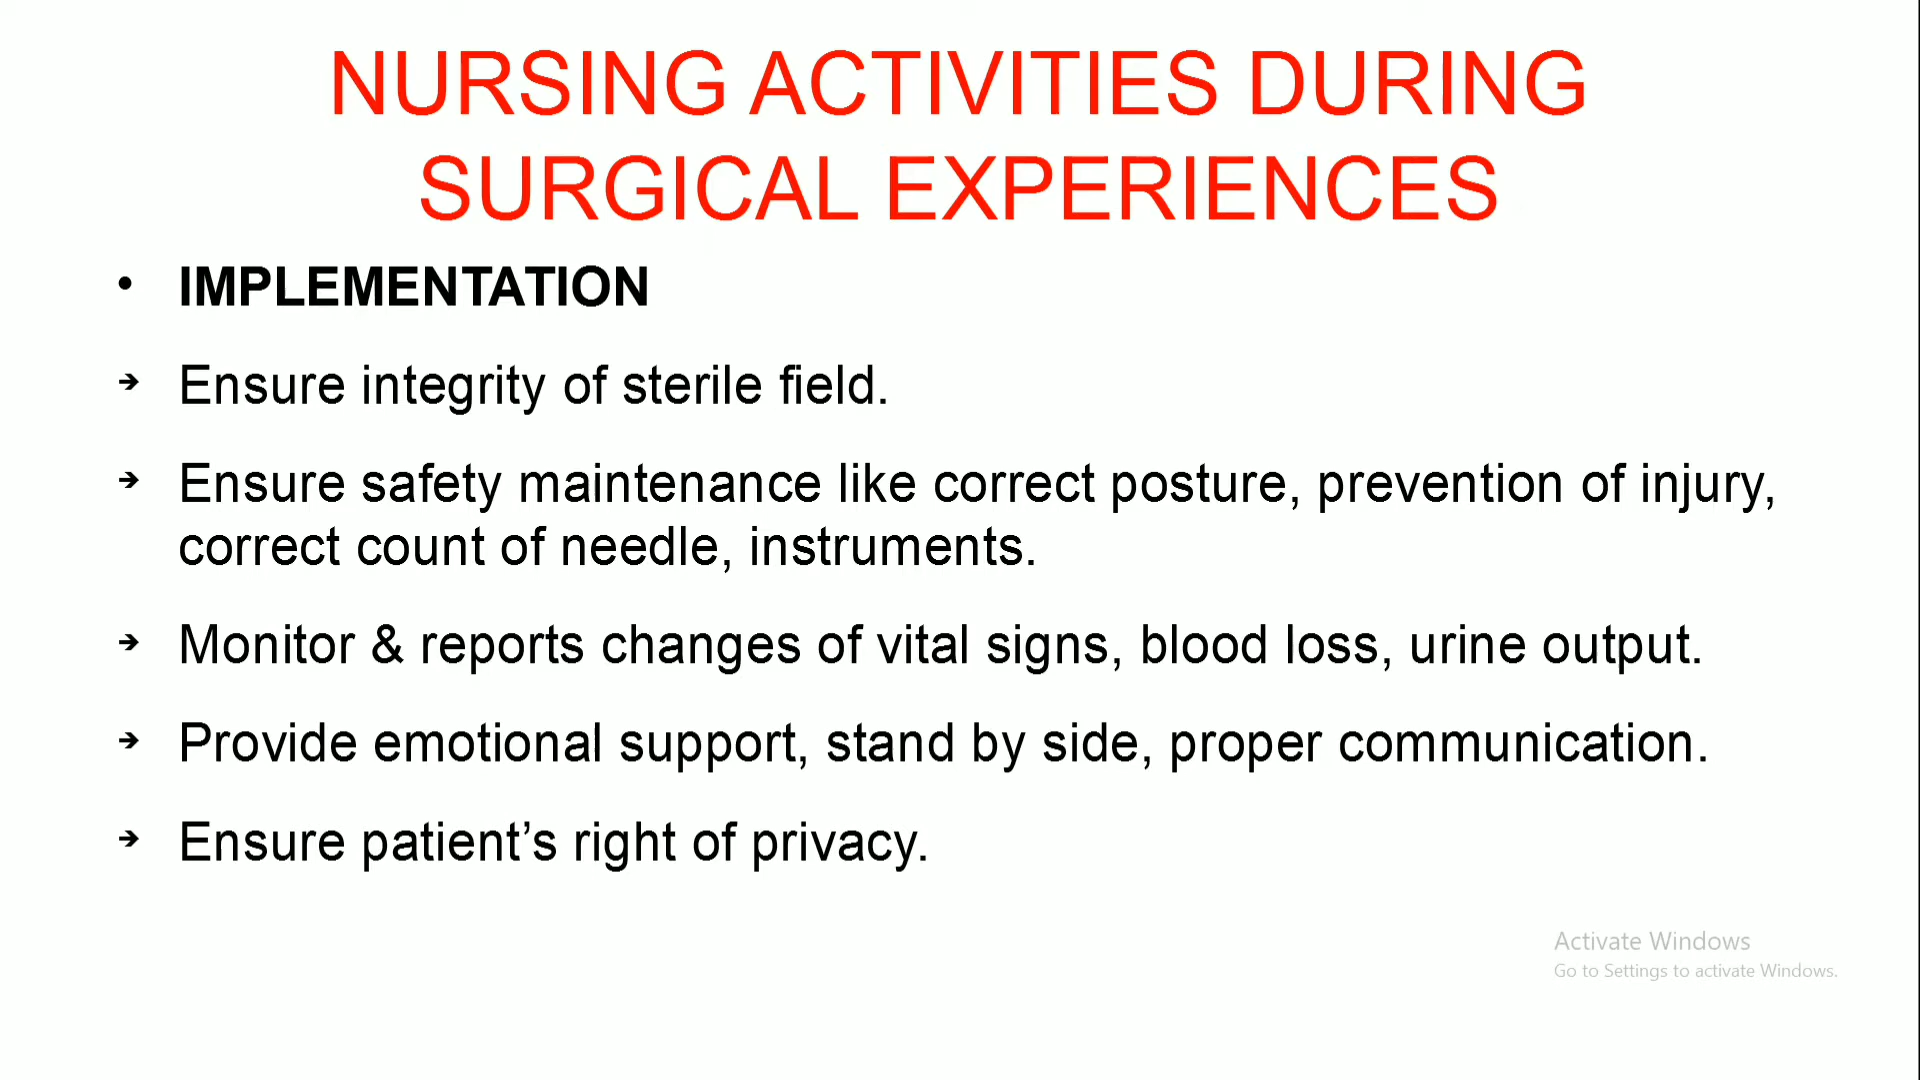 NURSING ACTIVITIES DURING
SURGICAL EXPERIENCES
• IMPLEMENTATION
➔ Ensure integrity of sterile field.
➔ Ensure safety maintenance like correct posture, prevention of injury,
correct count of needle, instruments.
➔ Monitor & reports changes of vital signs, blood loss, urine output.
➔ Provide emotional support, stand by side, proper communication.
➔ Ensure patient’s right of privacy.
Activate Windows
Go to Settings to activate Windows.